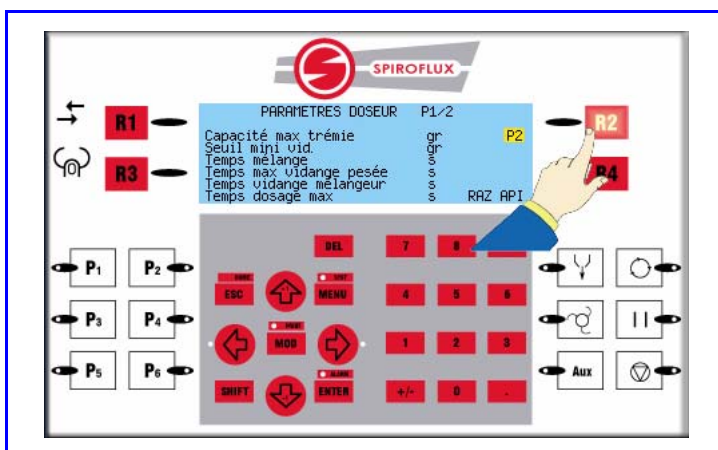 SPIROFLUX
PARAMETRES DOSEUR P1/2
Capacité max trémie gr P2
Seuil mini vid. gr
Temps mélange s
Temps max vidange pesée s
Temps vidange mélangeur s
Temps dosage max s RAZ API
R1
R2
R3
R4
DEL 7 8
ESC MENU 4 5 6
MOD 1 2 3
SHIFT ENTER +/- 0 .
P1 P2
P3 P4
P5 P6
Aux